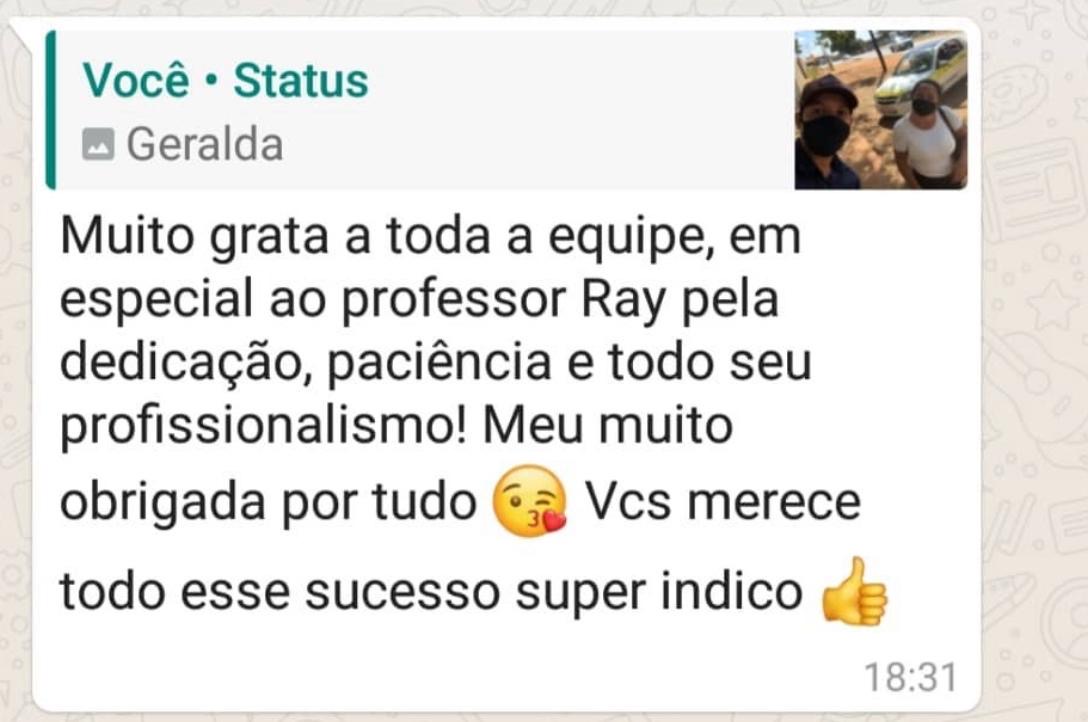 Você • Status
Geralda
Muito grata a toda a equipe, em
especial ao professor Ray pela
dedicação, paciência e todo seu
profissionalismo! Meu muito
obrigada por tudo 😘 Vcs merece
todo esse sucesso super indico 👍
18:31